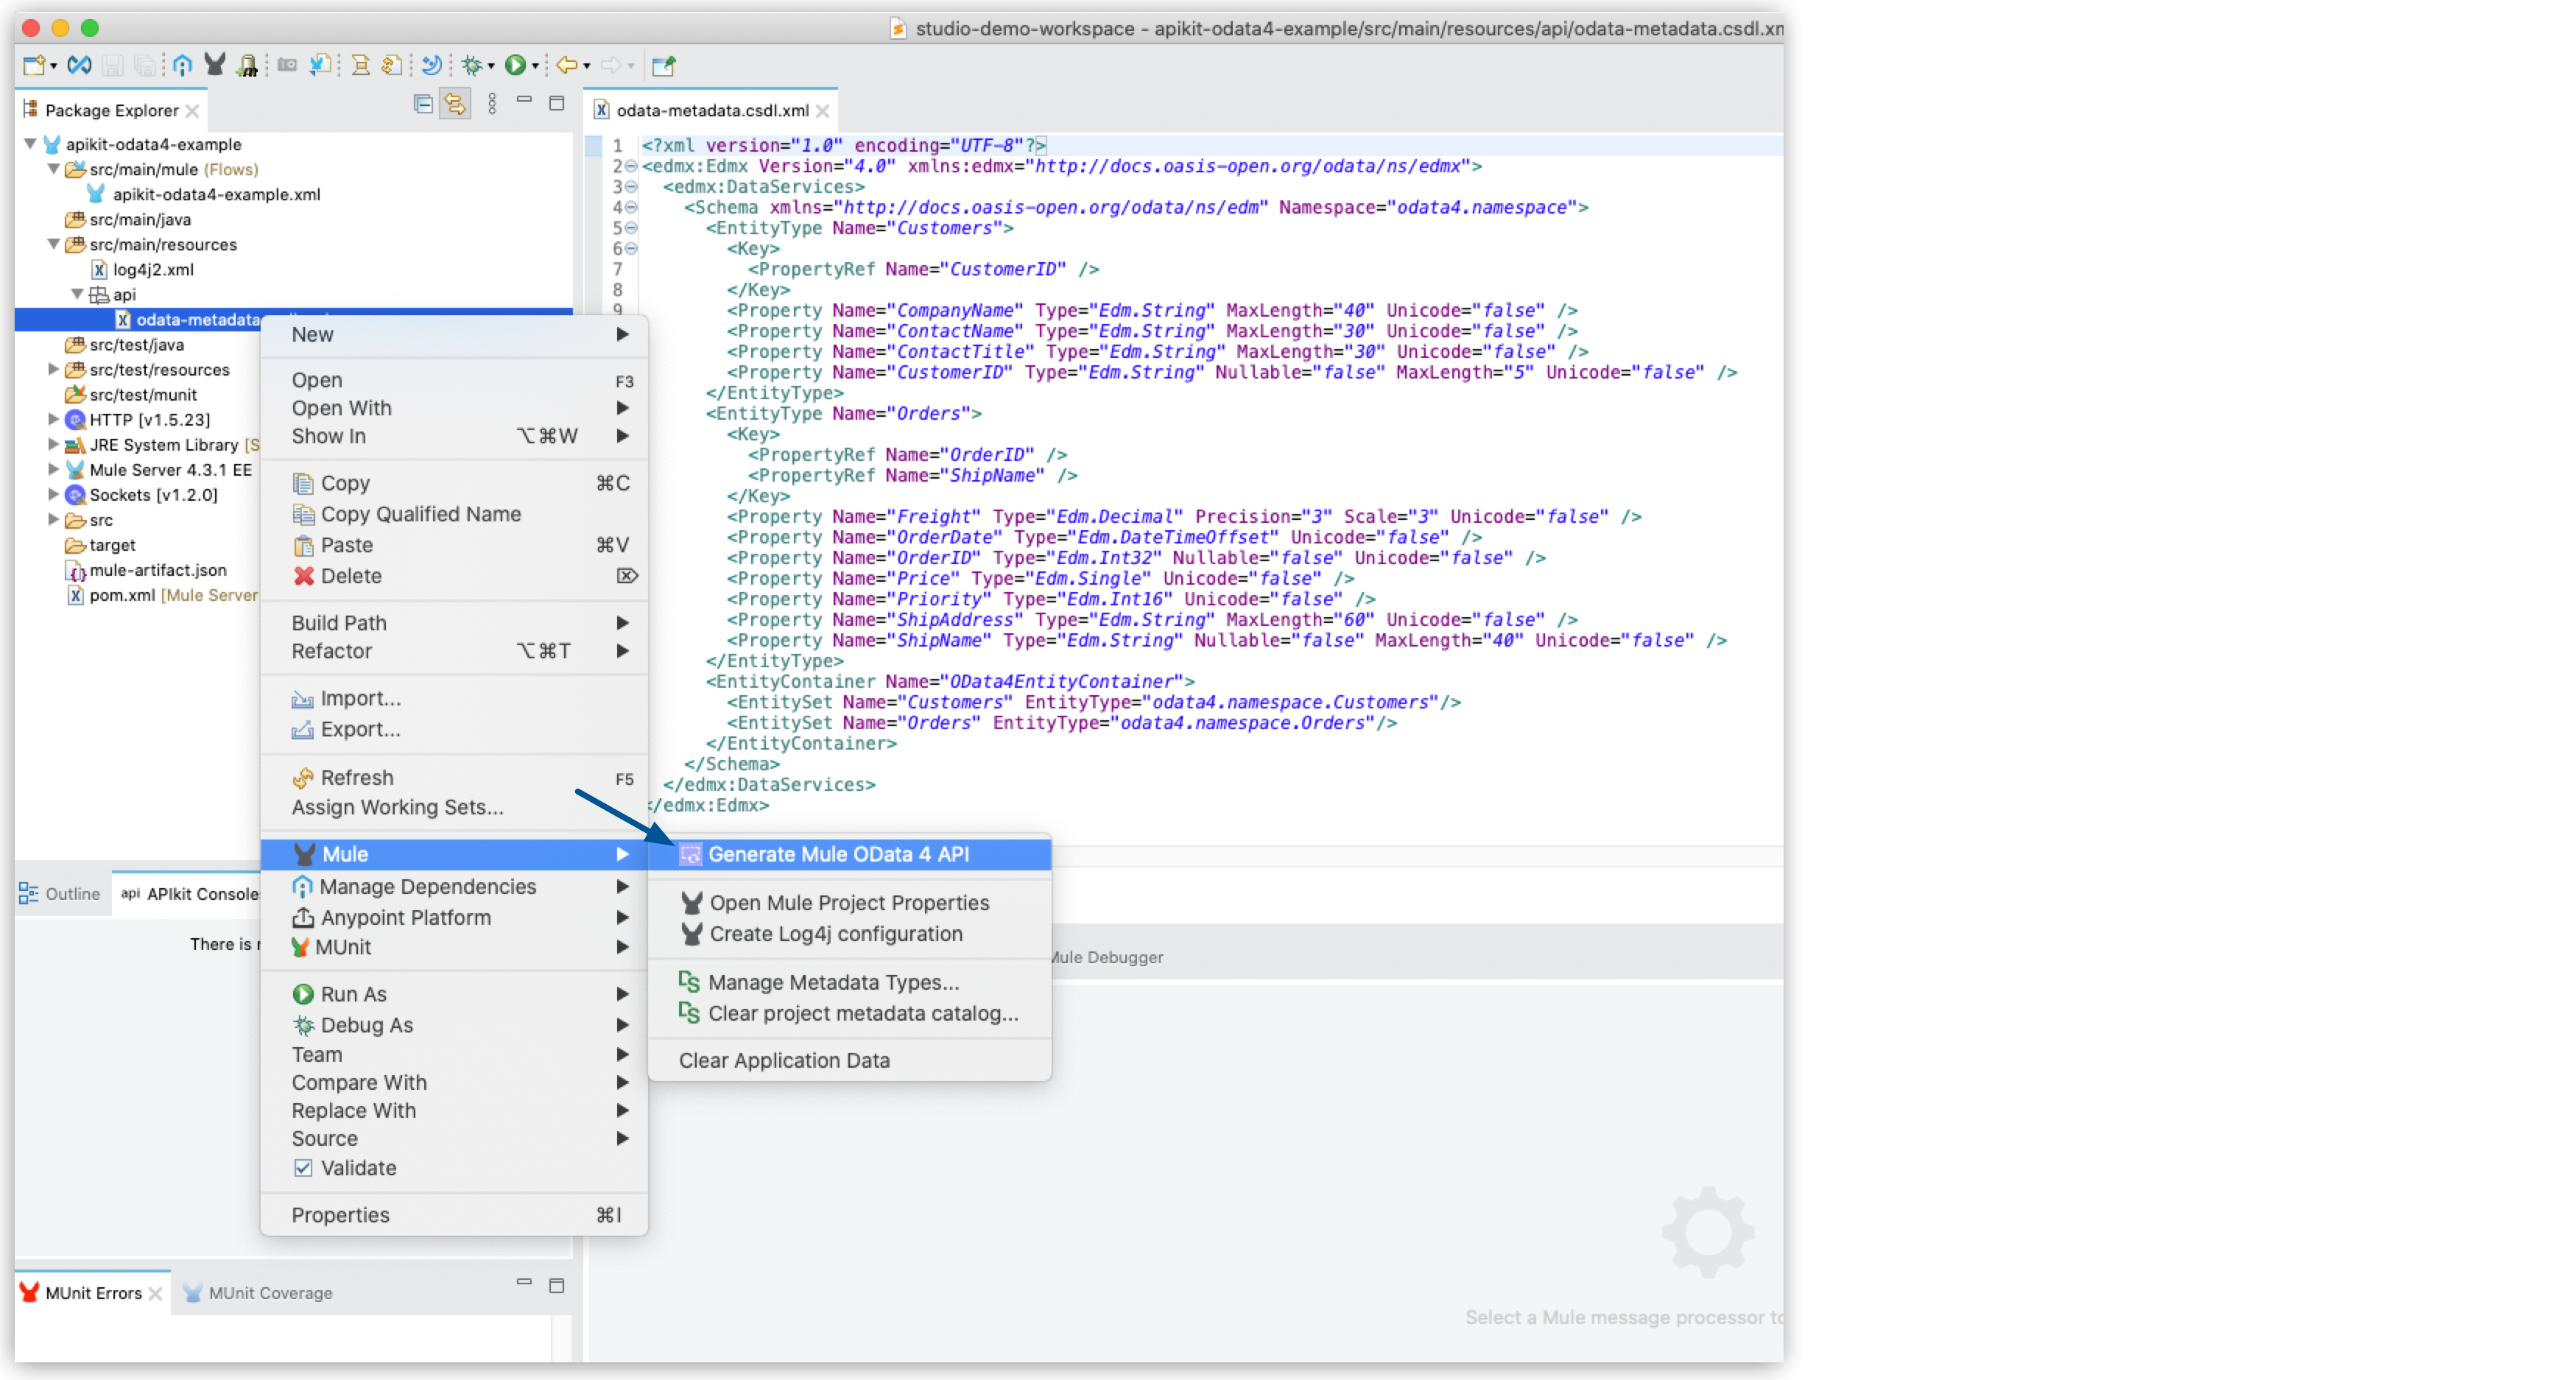 studio-demo-workspace - apikit-odata4-example/src/main/resources/api/odata-metadata.csdl.xm
Package Explorer
apikit-odata4-example
src/main/mule (Flows)
apikit-odata4-example.xml
src/main/java
src/main/resources
log4j2.xml
api
odata-metadata
src/test/java
src/test/resources
src/test/munit
HTTP [v1.5.23]
JRE System Library [S
Mule Server 4.3.1 EE
Sockets [v1.2.0]
src
target
mule-artifact.json
pom.xml [Mule Server
odata-metadata.csdl.xml
1 <?xml version="1.0" encoding="UTF-8"?>
2 <edmx:Edmx Version="4.0" xmlns:edmx="http://docs.oasis-open.org/odata/ns/edmx">
3 <edmx:DataServices>
4 <Schema xmlns="http://docs.oasis-open.org/odata/ns/edm" Namespace="odata4.namespace">
5 <EntityType Name="Customers">
6 <Key>
7 <PropertyRef Name="CustomerID" />
8 </Key>
9 <Property Name="CompanyName" Type="Edm.String" MaxLength="40" Unicode="false" />
<Property Name="ContactName" Type="Edm.String" MaxLength="30" Unicode="false" />
<Property Name="ContactTitle" Type="Edm.String" MaxLength="30" Unicode="false" />
<Property Name="CustomerID" Type="Edm.String" Nullable="false" MaxLength="5" Unicode="false" />
</EntityType>
<EntityType Name="Orders">
<Key>
<PropertyRef Name="OrderID" />
<PropertyRef Name="ShipName" />
</Key>
<Property Name="Freight" Type="Edm.Decimal" Precision="3" Scale="3" Unicode="false" />
<Property Name="OrderDate" Type="Edm.DateTimeOffset" Unicode="false" />
<Property Name="OrderID" Type="Edm.Int32" Nullable="false" Unicode="false" />
<Property Name="Price" Type="Edm.Single" Unicode="false" />
<Property Name="Priority" Type="Edm.Int16" Unicode="false" />
<Property Name="ShipAddress" Type="Edm.String" MaxLength="60" Unicode="false" />
<Property Name="ShipName" Type="Edm.String" Nullable="false" MaxLength="40" Unicode="false" />
</EntityType>
<EntityContainer Name="OData4EntityContainer">
<EntitySet Name="Customers" EntityType="odata4.namespace.Customers"/>
<EntitySet Name="Orders" EntityType="odata4.namespace.Orders"/>
</EntityContainer>
</Schema>
</edmx:DataServices>
</edmx:Edmx>
New
Open F3
Open With
Show In ⌥⌘W
Copy ⌘C
Copy Qualified Name
Paste ⌘V
Delete ⌦
Build Path
Refactor ⌥⌘T
Import...
Export...
Refresh F5
Assign Working Sets...
Mule
Manage Dependencies
Anypoint Platform
MUnit
Run As
Debug As
Team
Compare With
Replace With
Source
Validate
Properties ⌘I
Generate Mule OData 4 API
Open Mule Project Properties
Create Log4j configuration
Manage Metadata Types...
Clear project metadata catalog...
Clear Application Data
Outline
api APIkit Console
There is
Mule Debugger
Select a Mule message processor to
MUnit Errors
MUnit Coverage